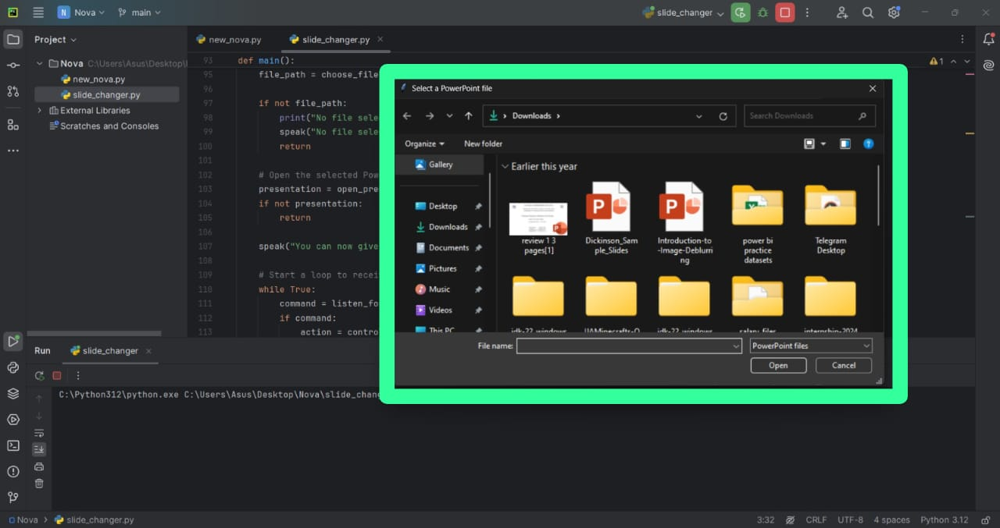 Nova
main
slide_changer
Project
new_nova.py
slide_changer.py
Nova C:\Users\Asus\Desktop\
new_nova.py
slide_changer.py
External Libraries
Scratches and Consoles
93 def main():
95 file_path = choose_file
96
97 if not file_path:
98 print("No file sele
99 speak("No file sele
100 return
101
102 # Open the selected Pow
103 presentation = open_pre
104 if not presentation:
105 return
106
107 speak("You can now give
108
109 # Start a loop to recei
110 while True:
111 command = listen_fo
112 if command:
113 action = contro
1
Select a PowerPoint file
Downloads
Search Downloads
Organize
New folder
Gallery
Desktop
Downloads
Documents
Pictures
Music
Videos
This PC
Earlier this year
review 1 3
pages[1]
Dickinson_Sam
ple_Slides
Introduction-to
-Image-Deblurri
ng
power bi
practice
datasets
Telegram
Desktop
jdk-22_windows
jdk-22_windows
salary_files
internship-2024
File name:
PowerPoint files
Open
Cancel
Run
slide_changer
C:\Python312\python.exe C:\Users\Asus\Desktop\Nova\slide_chang
Nova
slide_changer.py
3:32
CRLF
UTF-8
4 spaces
Python 3.12